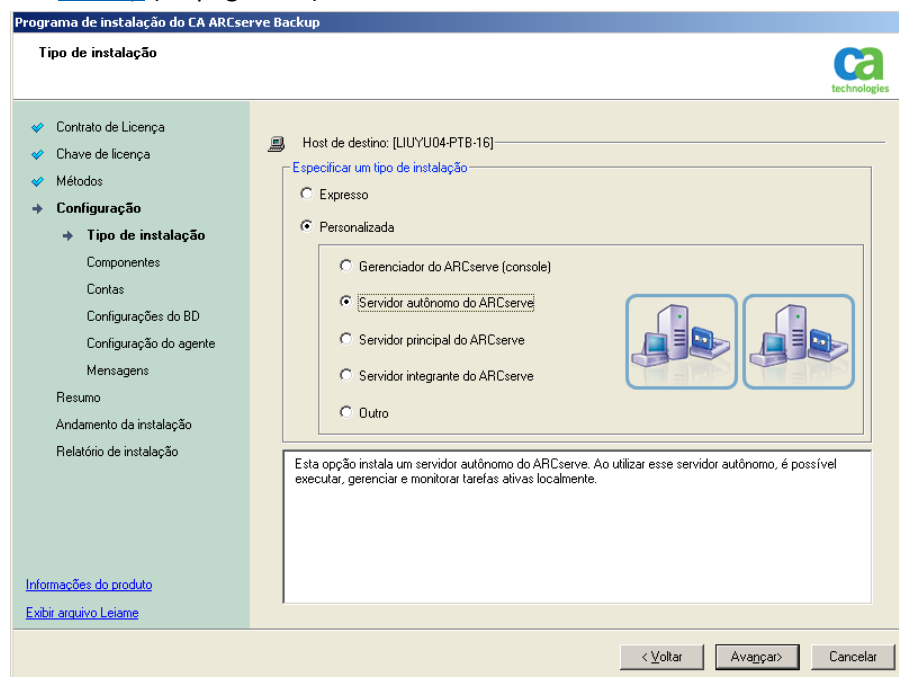 Programa de instalação do CA ARCserve Backup
Tipo de instalação
ca
technologies
Contrato de Licença
Chave de licença
Métodos
Configuração
Tipo de instalação
Componentes
Contas
Configurações do BD
Configuração do agente
Mensagens
Resumo
Andamento da instalação
Relatório de instalação
Informações do produto
Exibir arquivo Leiame
Host de destino: [LIUYU04-PTB-16]
Especificar um tipo de instalação
Expresso
Personalizada
Gerenciador do ARCserve (console)
Servidor autônomo do ARCserve
Servidor principal do ARCserve
Servidor integrante do ARCserve
Outro
Esta opção instala um servidor autônomo do ARCserve. Ao utilizar esse servidor autônomo, é possível
executar, gerenciar e monitorar tarefas ativas localmente.
< Voltar
Avançar>
Cancelar